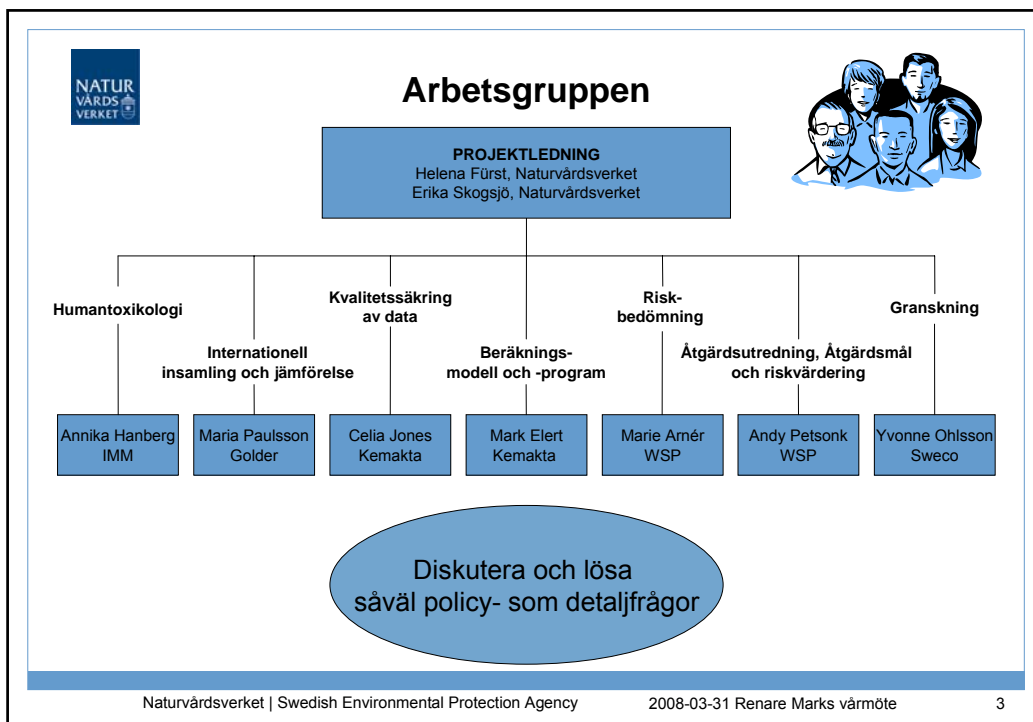 NATUR
VÅRDS
VERKET
Arbetsgruppen
PROJEKTLEDNING
Helena Fürst, Naturvårdsverket
Erika Skogsjö, Naturvårdsverket
Humantoxikologi
Internationell
insamling och jämförelse
Kvalitetssäkring
av data
Beräknings-
modell och -program
Risk-
bedömning
Åtgärdsutredning, Åtgärdsmål
och riskvärdering
Granskning
Annika Hanberg
IMM
Maria Paulsson
Golder
Celia Jones
Kemakta
Mark Elert
Kemakta
Marie Arnér
WSP
Andy Petsonk
WSP
Yvonne Ohlsson
Sweco
Diskutera och lösa
såväl policy- som detaljfrågor
Naturvårdsverket | Swedish Environmental Protection Agency 2008-03-31 Renare Marks vårmöte 3